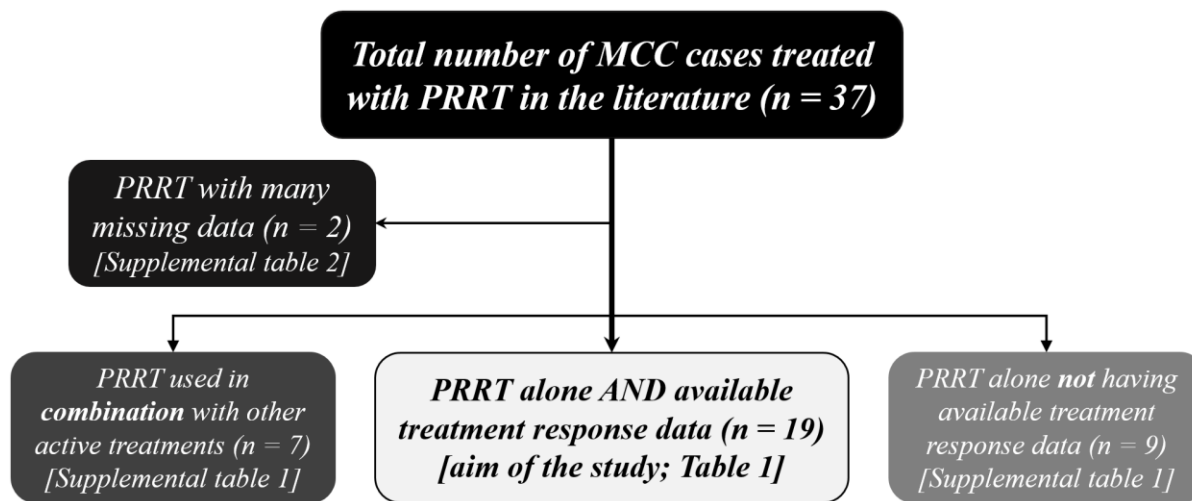 Total number of MCC cases treated
with PRRT in the literature (n = 37)
PRRT with many
missing data (n = 2)
[Supplemental table 2]
PRRT used in
combination with other
active treatments (n = 7)
[Supplemental table 1]
PRRT alone AND available
treatment response data (n = 19)
[aim of the study; Table 1]
PRRT alone not having
available treatment
response data (n = 9)
[Supplemental table 1]